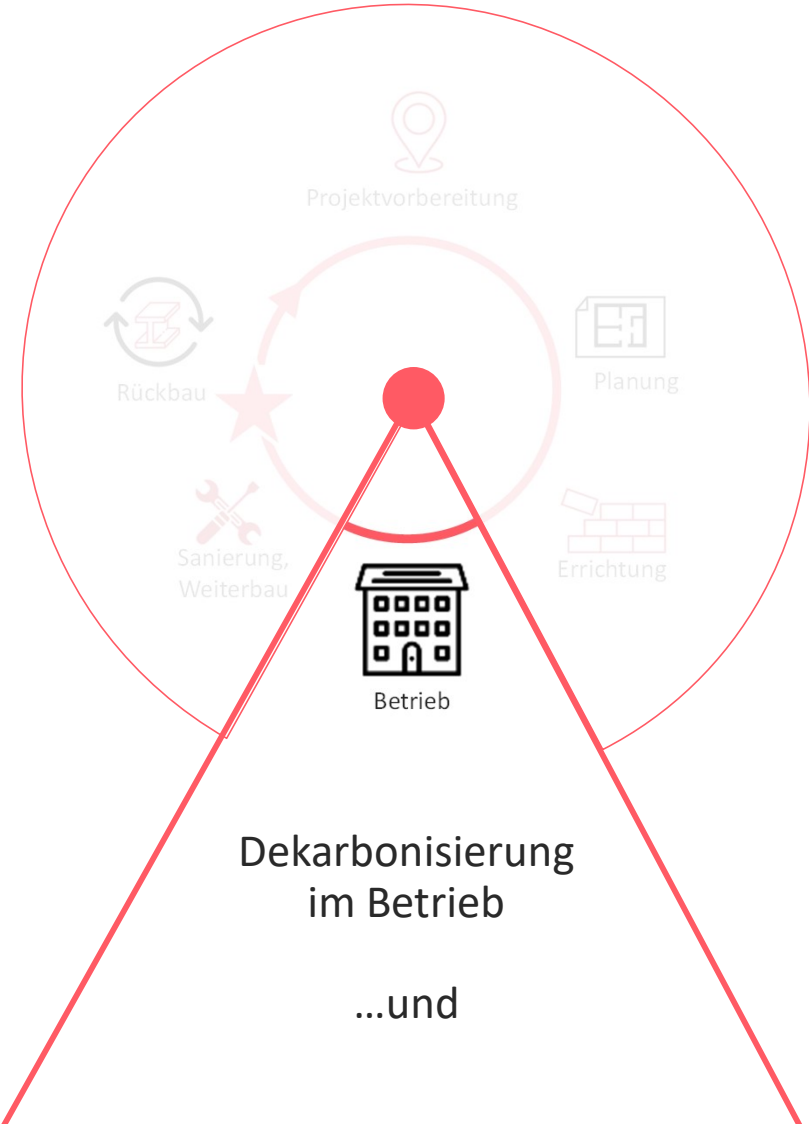 Projektvorbereitung
Rückbau
Planung
Sanierung,
Weiterbau
Errichtung
Betrieb
Dekarbonisierung
im Betrieb
...und